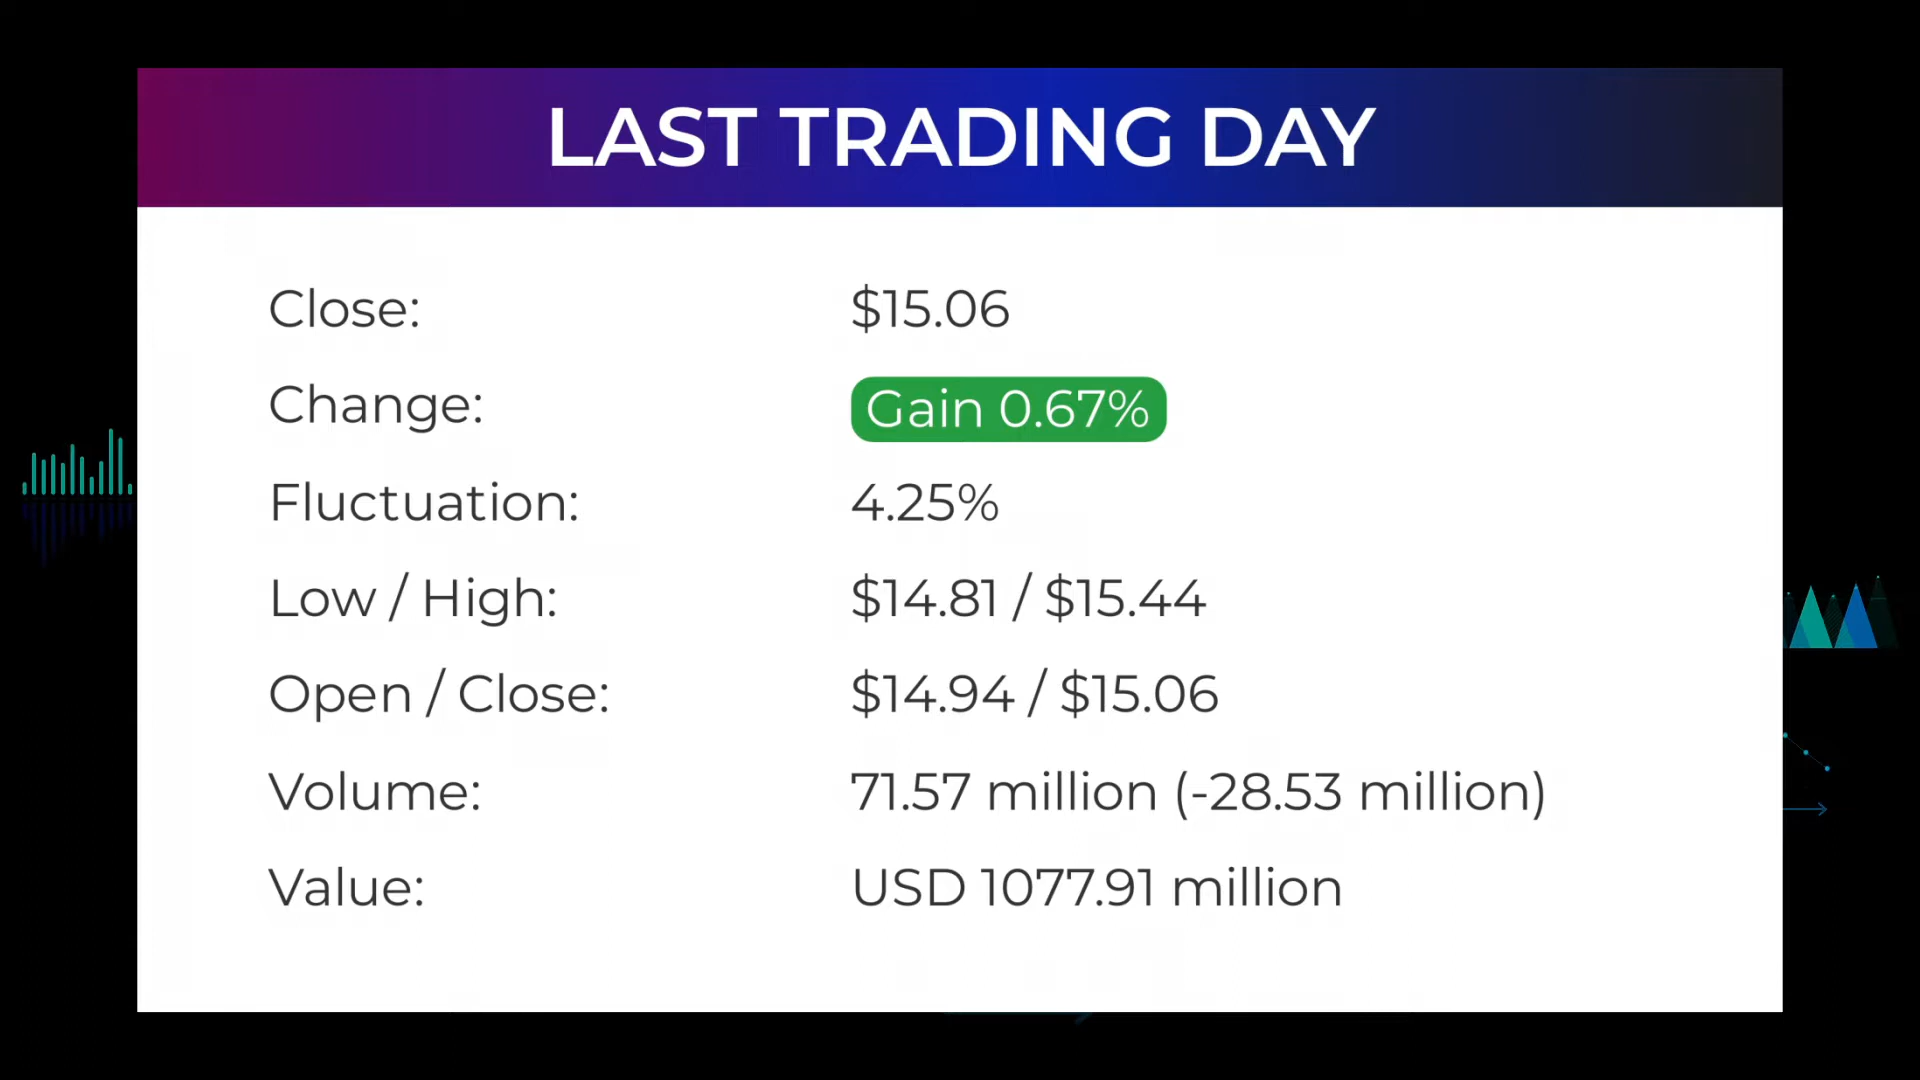 LAST TRADING DAY
Close: $15.06
Change: Gain 0.67%
Fluctuation: 4.25%
Low / High: $14.81 / $15.44
Open / Close: $14.94 / $15.06
Volume: 71.57 million (-28.53 million)
Value: USD 1077.91 million